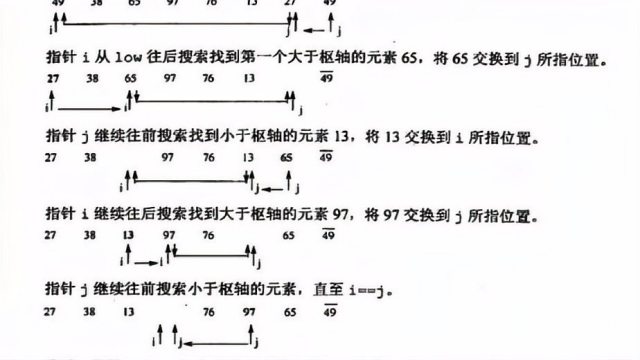 49 38 65 97 76 13 27 49
i j
指针 i 从 low 往后搜索找到第一个大于枢轴的元素 65，将 65 交换到 j 所指位置。
27 38 65 97 76 13 49
i i j
指针 j 继续往前搜索找到小于枢轴的元素 13，将 13 交换到 i 所指位置。
27 38 97 76 13 65 49
i j j
指针 i 继续往后搜索找到大于枢轴的元素 97，将 97 交换到 j 所指位置。
27 38 13 97 76 65 49
i i j
指针 j 继续往前搜索小于枢轴的元素，直至 i==j。
27 38 13 76 97 65 49
i j j